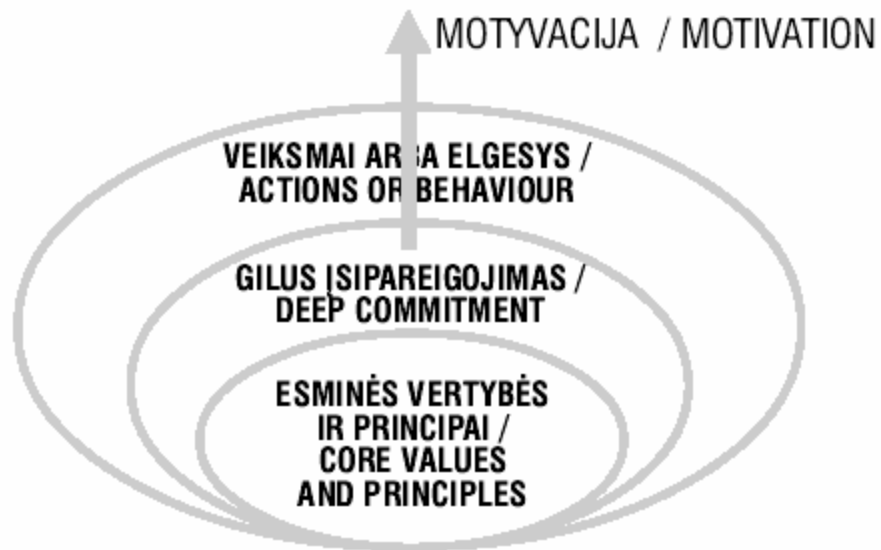 MOTYVACIJA / MOTIVATION
VEIKSMAI ARBA ELGESYS /
ACTIONS OR BEHAVIOUR
GILUS ĮSIPAREIGOJIMAS /
DEEP COMMITMENT
ESMINĖS VERTYBĖS
IR PRINCIPAI /
CORE VALUES
AND PRINCIPLES